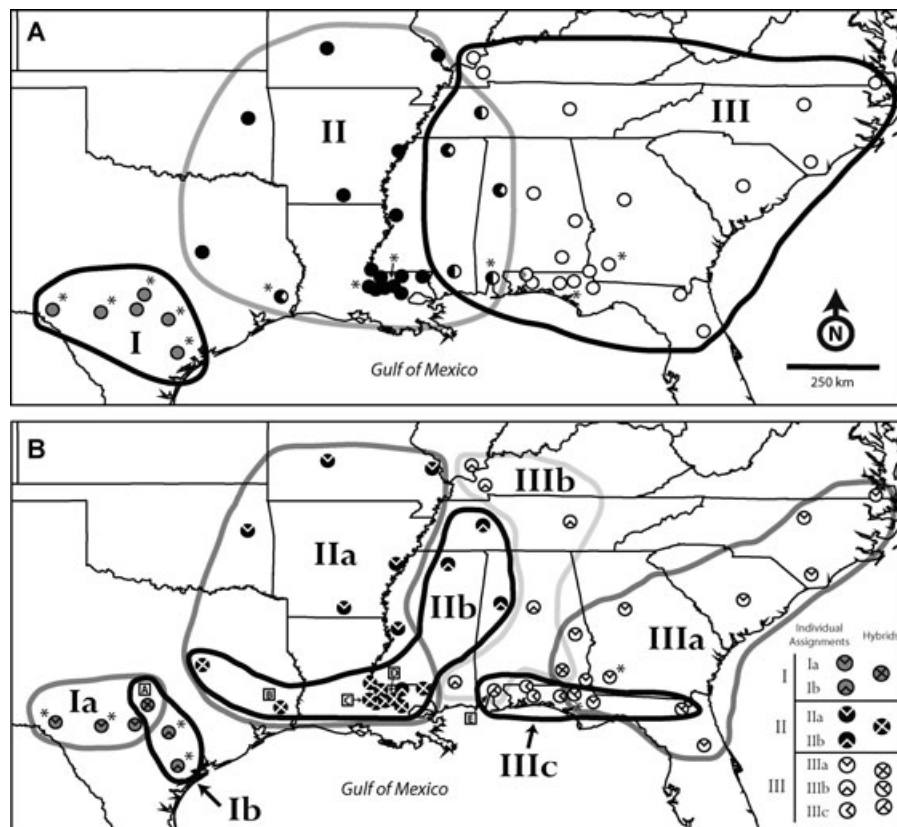 A
II
III
*
*
*
*
*
*
*
*
*
*
*
I
N
Gulf of Mexico
250 km
B
IIIb
IIa
IIb
IIIa
Individual Assignments
Hybrids
Ia
A
B
C
D
E
*
*
*
*
*
*
IIIc
Ib
Gulf of Mexico
I
Ia
Ib
II
IIa
IIb
III
IIIa
IIIb
IIIc